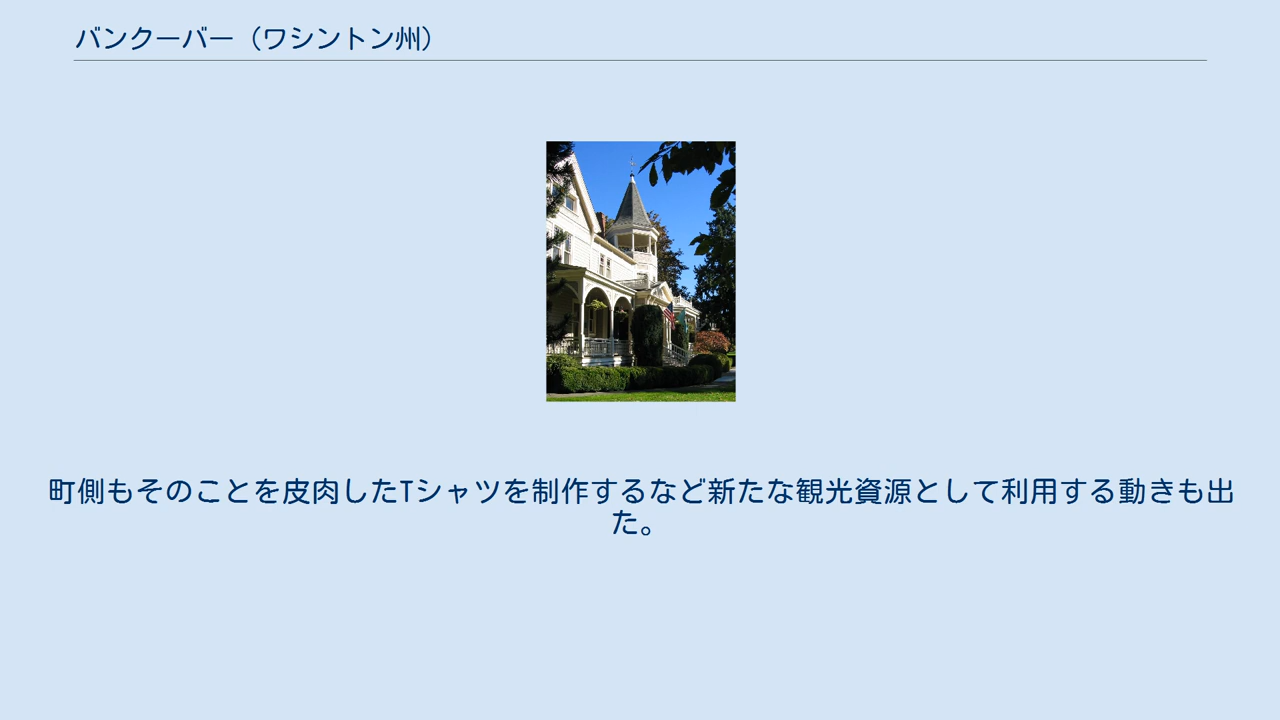 バンクーバー（ワシントン州）
町側もそのことを皮肉したTシャツを制作するなど新たな観光資源として利用する動きも出
た。